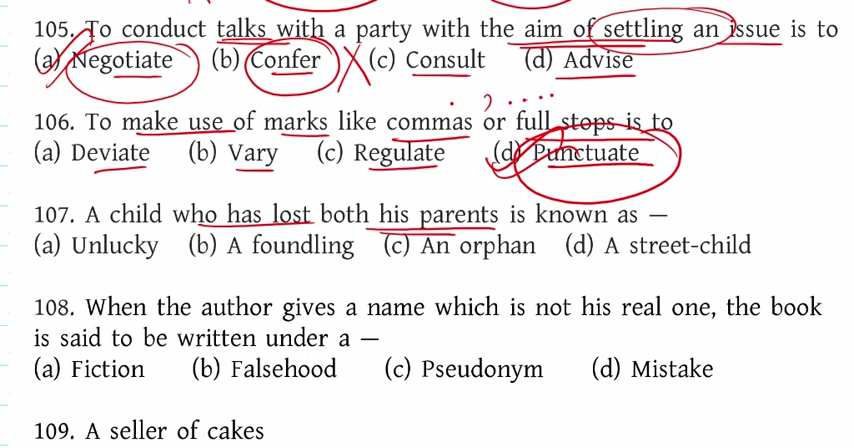 105. To conduct talks with a party with the aim of settling an issue is to
(a) Negotiate (b) Confer (c) Consult (d) Advise
106. To make use of marks like commas or full stops is to
(a) Deviate (b) Vary (c) Regulate (d) Punctuate
107. A child who has lost both his parents is known as —
(a) Unlucky (b) A foundling (c) An orphan (d) A street-child
108. When the author gives a name which is not his real one, the book
is said to be written under a —
(a) Fiction (b) Falsehood (c) Pseudonym (d) Mistake
109. A seller of cakes